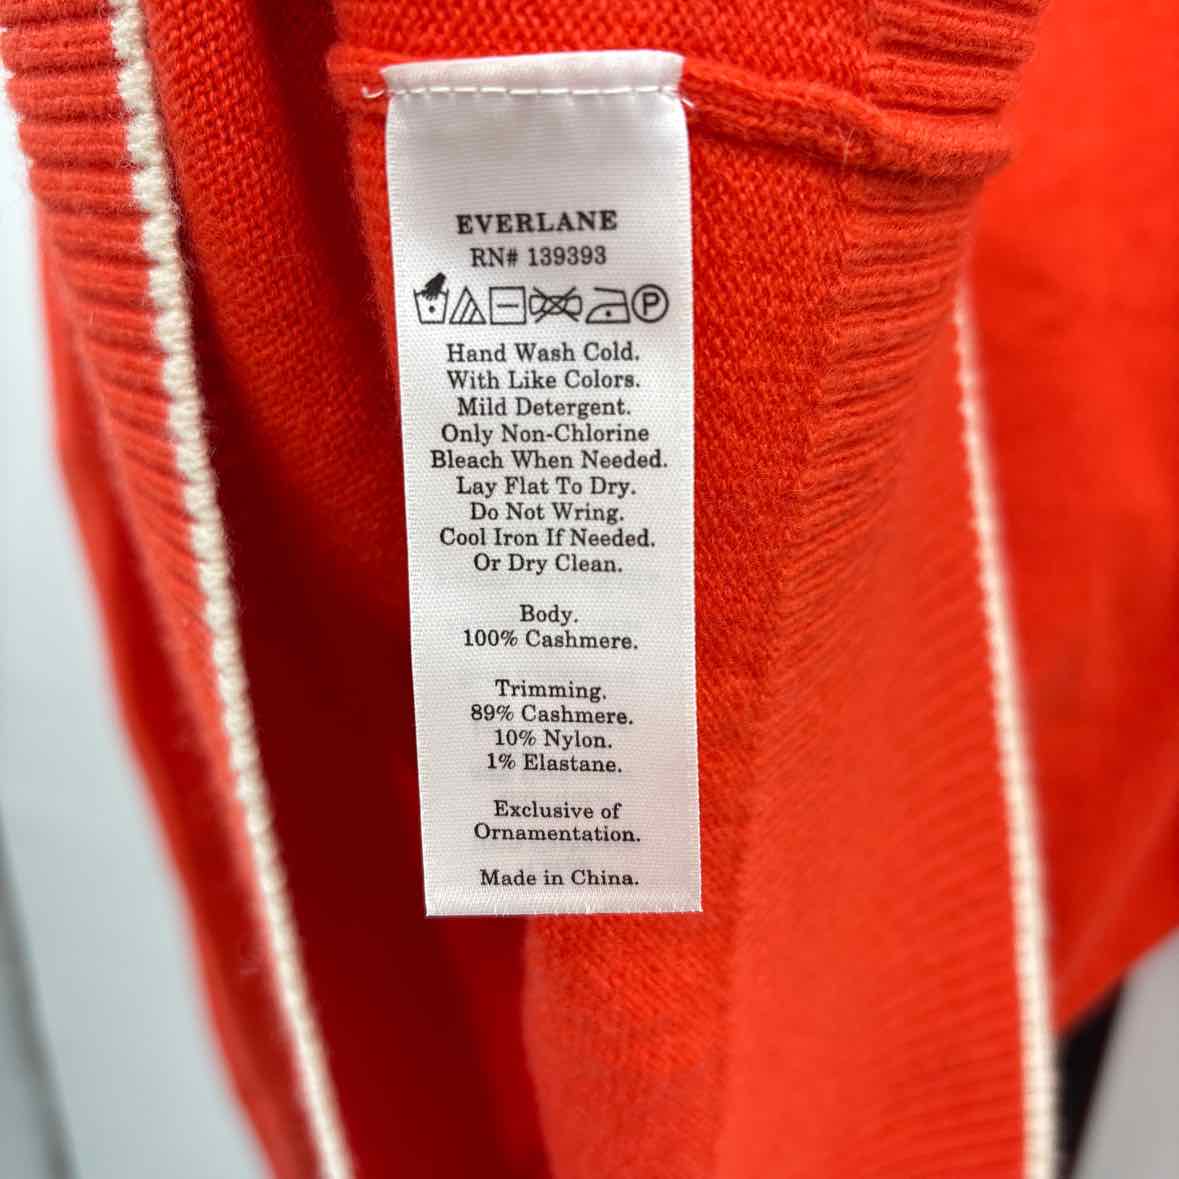 EVERLANE
RN# 139393
P
Hand Wash Cold.
With Like Colors.
Mild Detergent.
Only Non-Chlorine
Bleach When Needed.
Lay Flat To Dry.
Do Not Wring.
Cool Iron If Needed.
Or Dry Clean.
Body.
100% Cashmere.
Trimming.
89% Cashmere.
10% Nylon.
1% Elastane.
Exclusive of
Ornamentation.
Made in China.